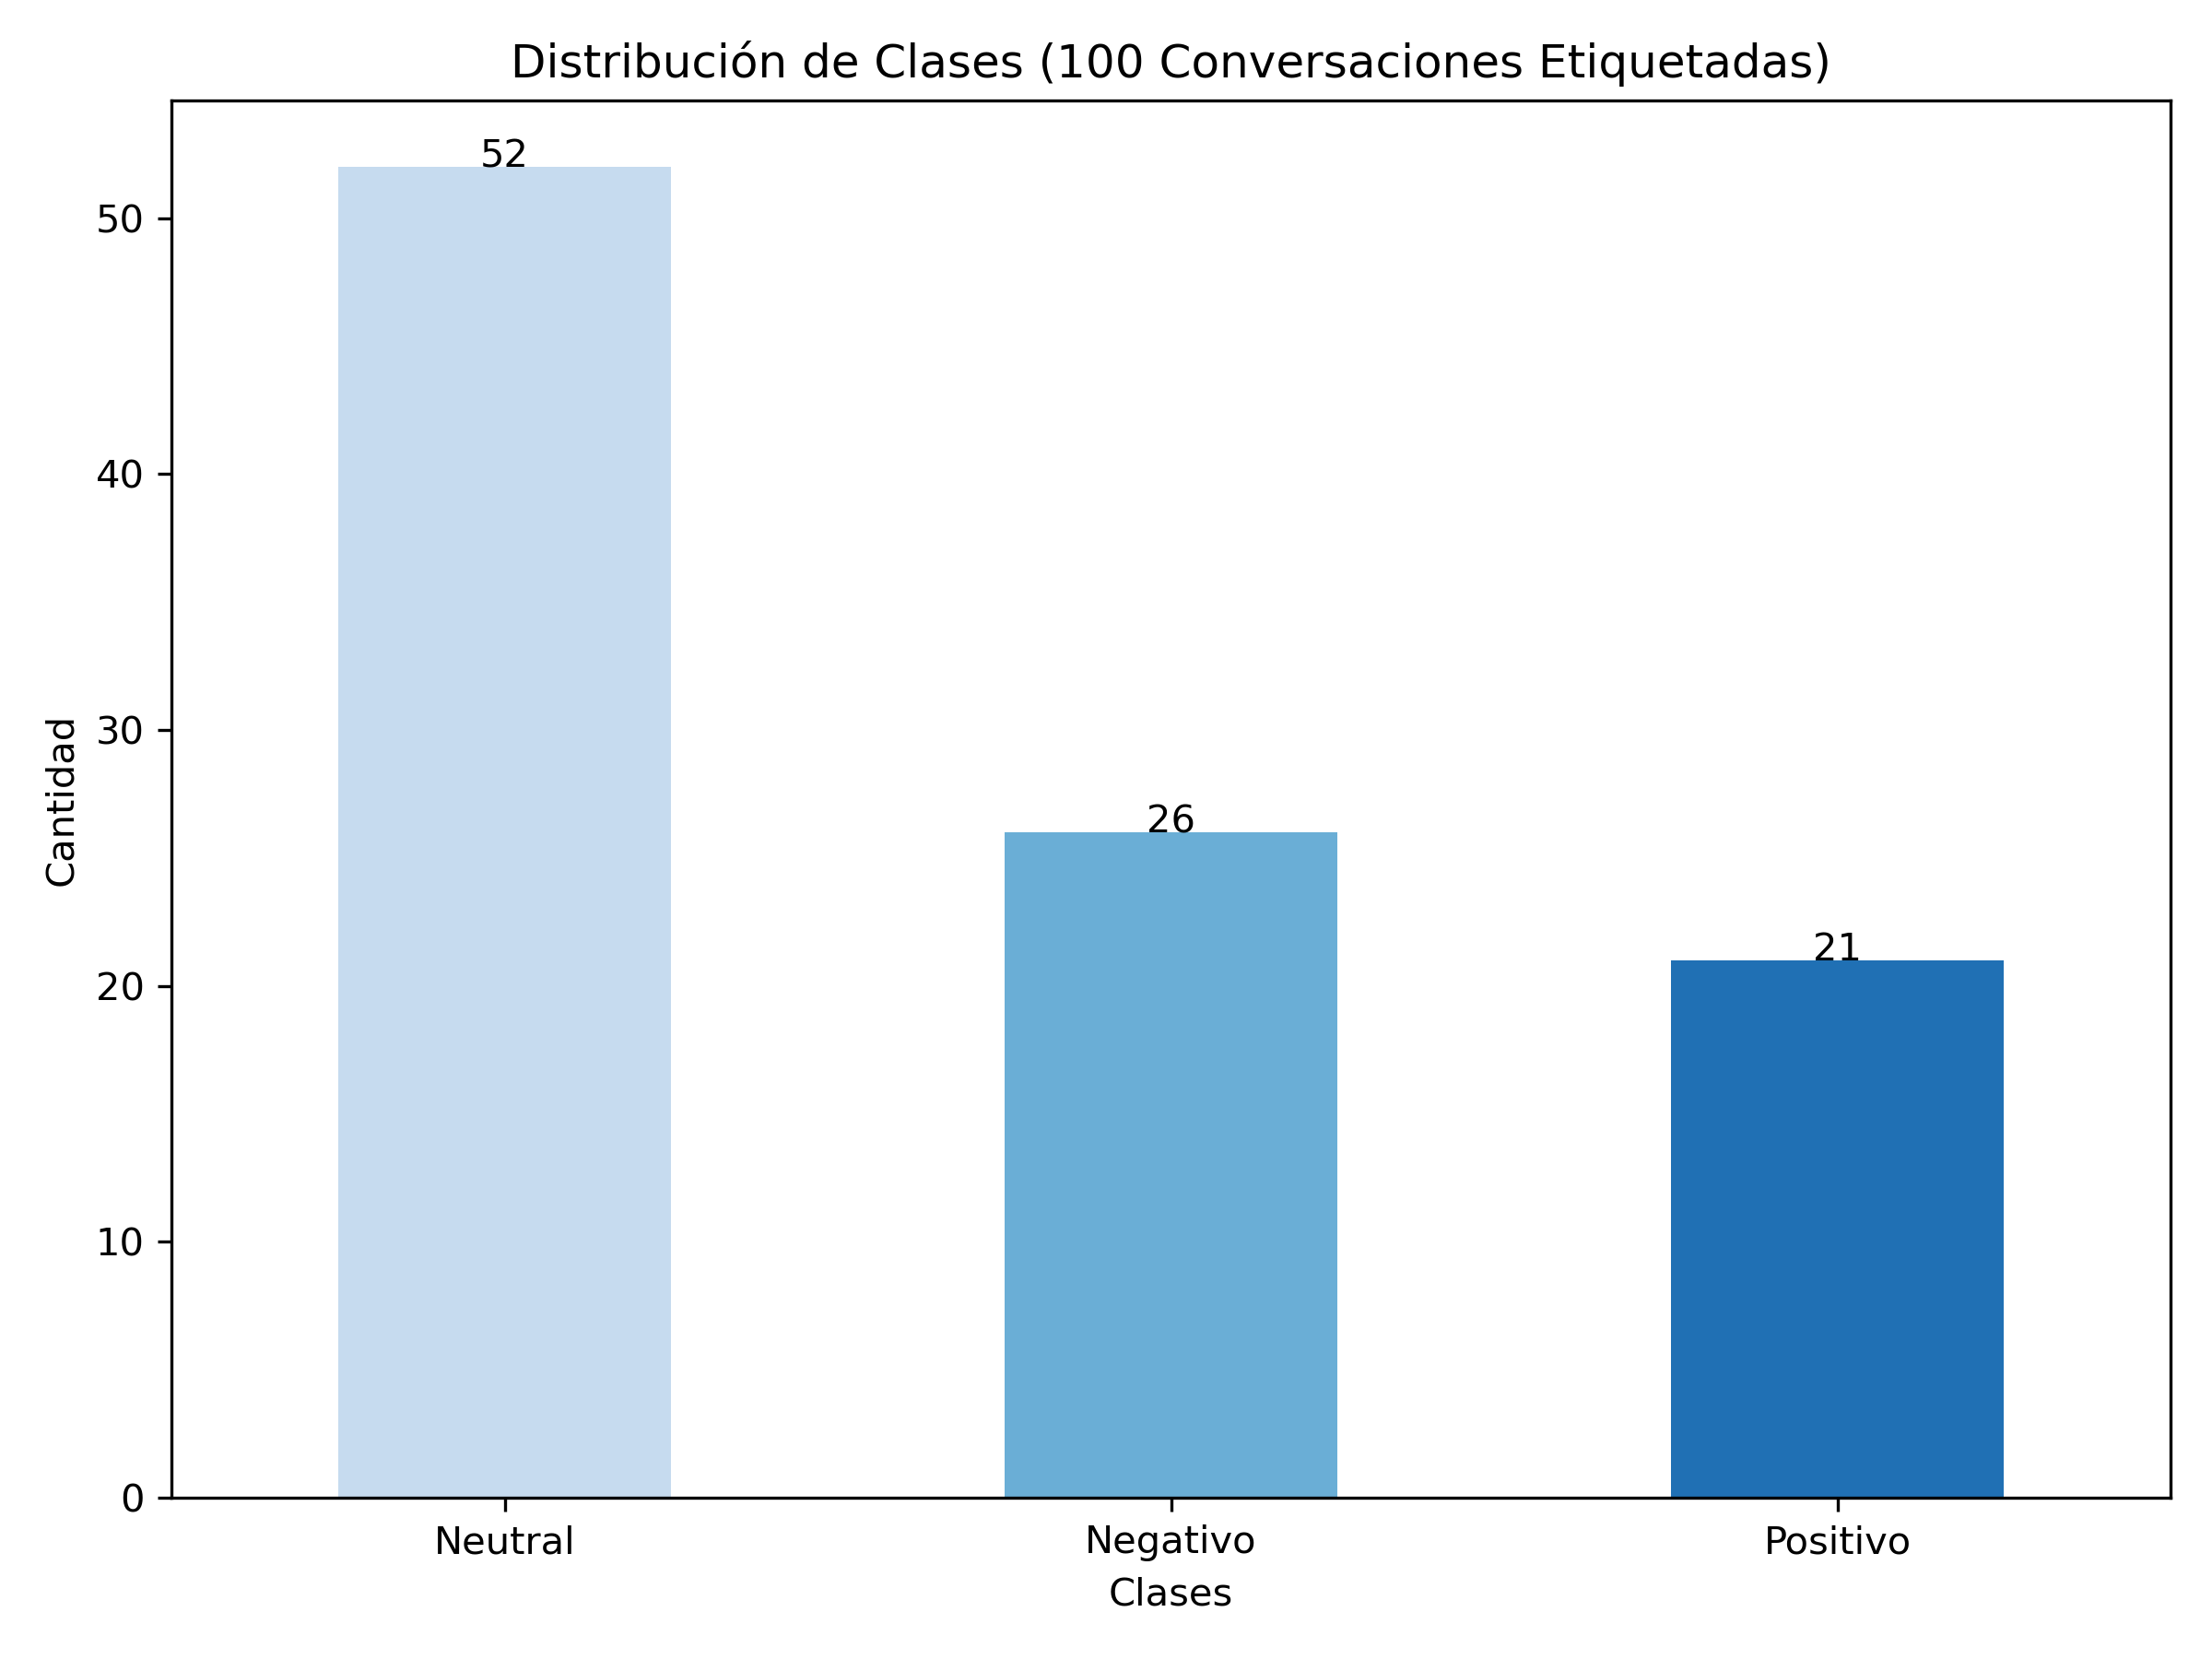 Distribución de Clases (100 Conversaciones Etiquetadas)
52
50
40
Cantidad
30
26
21
20
10
0
Neutral
Negativo
Positivo
Clases